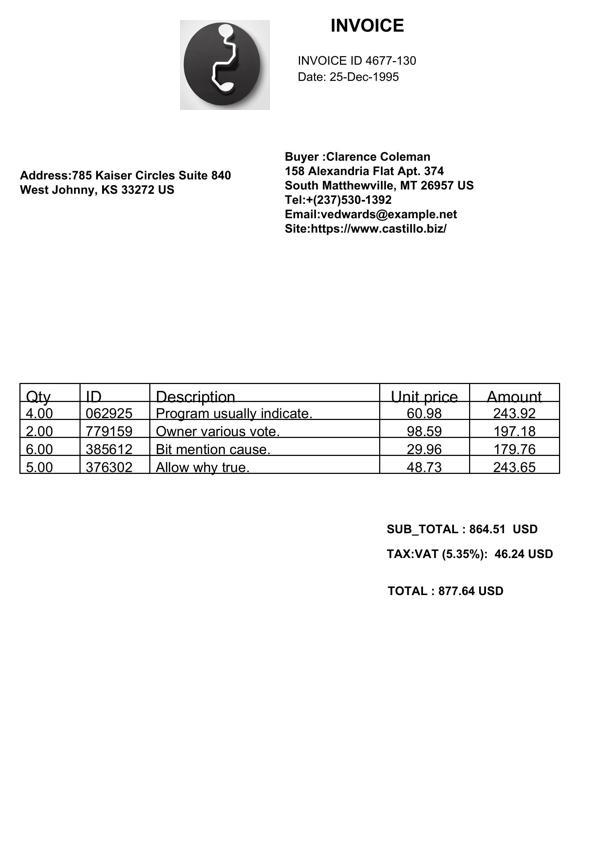 INVOICE
INVOICE ID 4677-130
Date: 25-Dec-1995
Address:785 Kaiser Circles Suite 840
West Johnny, KS 33272 US
Buyer :Clarence Coleman
158 Alexandria Flat Apt. 374
South Matthewville, MT 26957 US
Tel:+(237)530-1392
Email:vedwards@example.net
Site:https://www.castillo.biz/
Qty ID Description Unit price Amount
4.00 062925 Program usually indicate. 60.98 243.92
2.00 779159 Owner various vote. 98.59 197.18
6.00 385612 Bit mention cause. 29.96 179.76
5.00 376302 Allow why true. 48.73 243.65
SUB_TOTAL : 864.51 USD
TAX:VAT (5.35%): 46.24 USD
TOTAL : 877.64 USD